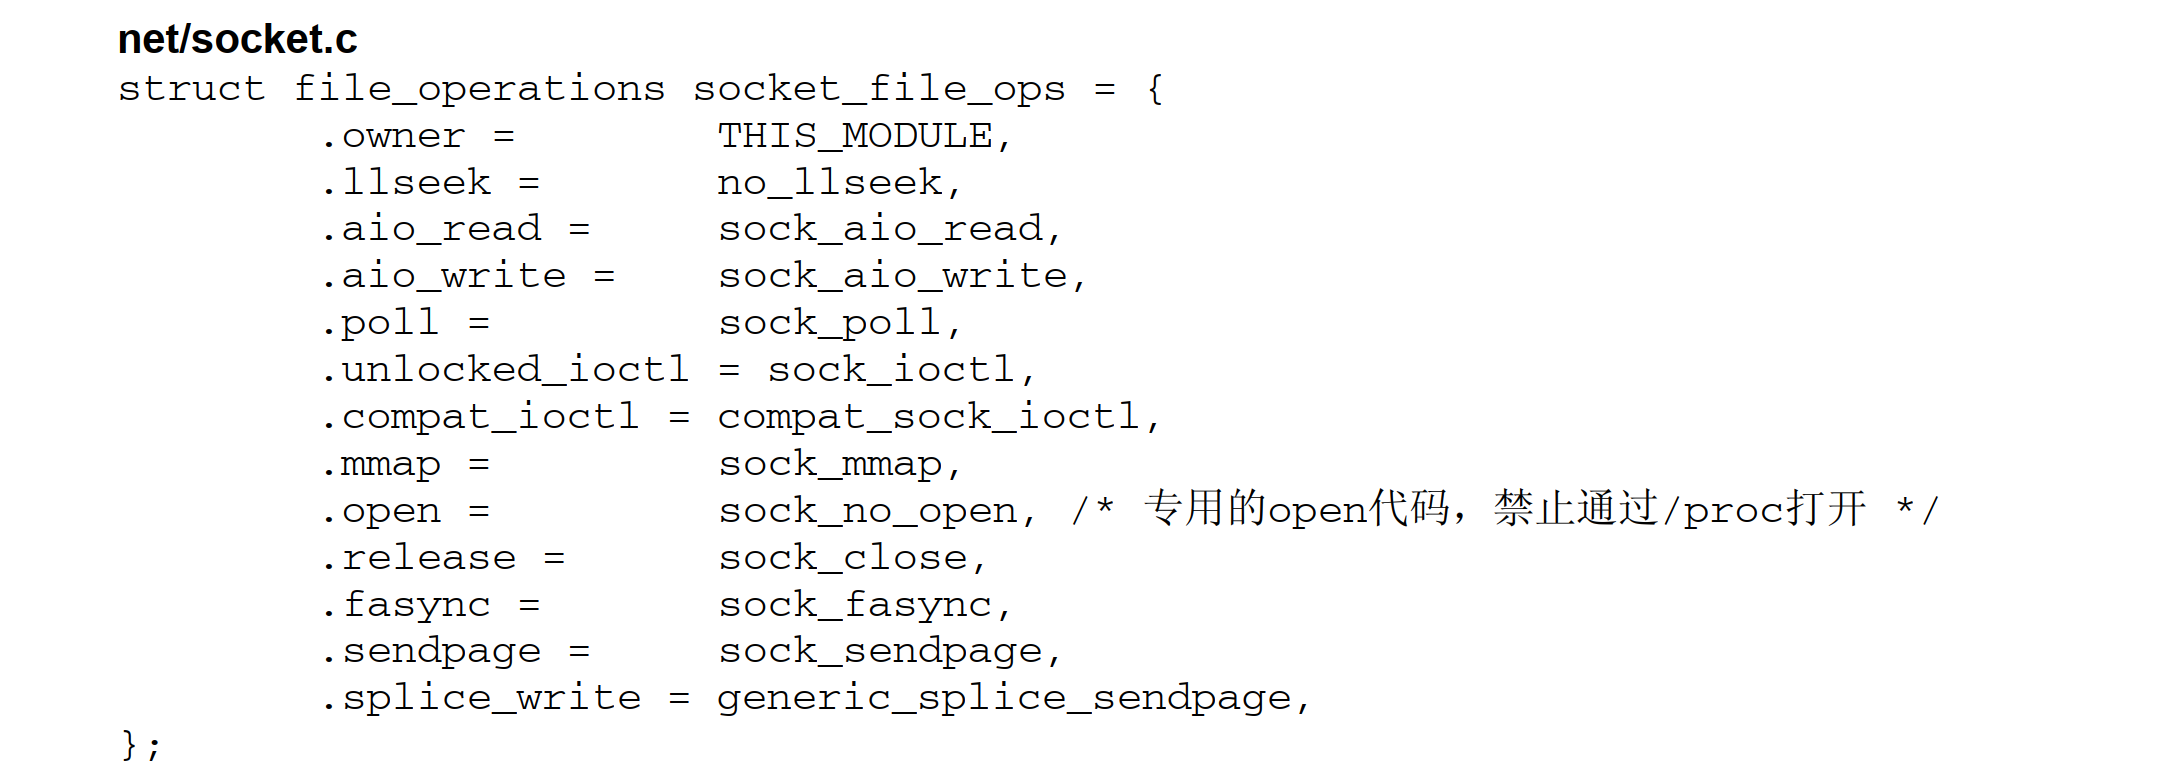 net/socket.c
struct file_operations socket_file_ops = {
        .owner =        THIS_MODULE,
        .llseek =       no_llseek,
        .aio_read =     sock_aio_read,
        .aio_write =    sock_aio_write,
        .poll =         sock_poll,
        .unlocked_ioctl = sock_ioctl,
        .compat_ioctl = compat_sock_ioctl,
        .mmap =         sock_mmap,
        .open =         sock_no_open, /* 专用的open代码，禁止通过/proc打开 */
        .release =      sock_close,
        .fasync =       sock_fasync,
        .sendpage =     sock_sendpage,
        .splice_write = generic_splice_sendpage,
};